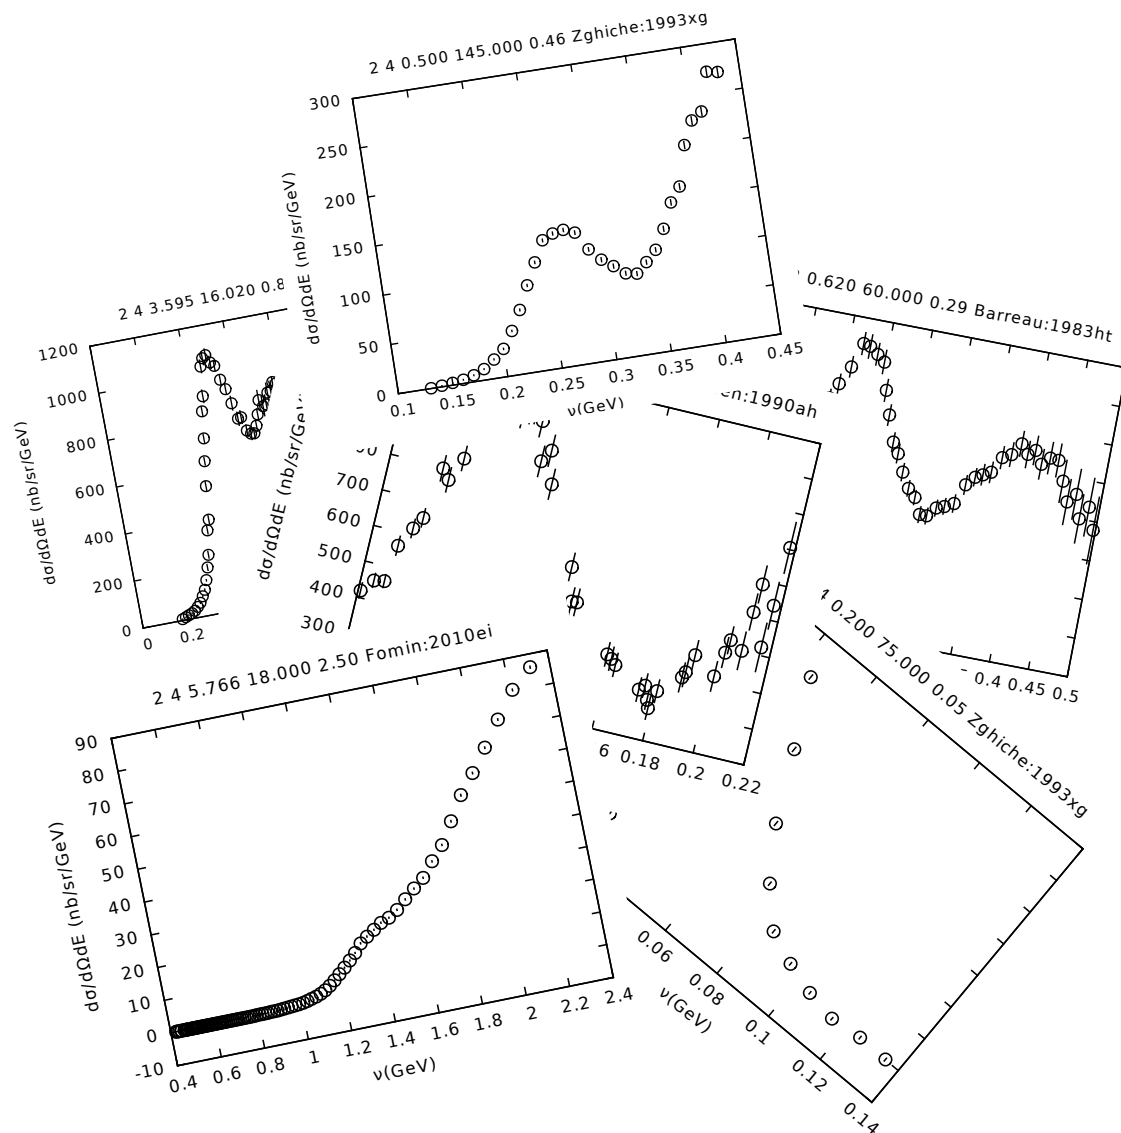 2 4 0.500 145.000 0.46 Zghiche:1993xg
300
250
200
150
100
50
0
0.1 0.15 0.2 0.25 0.3 0.35 0.4 0.45
ν(GeV)
dσ/dΩdE (nb/sr/GeV)
2 4 3.595 16.020 0.8
1200
1000
800
600
400
200
0
0 0.2
dσ/dΩdE (nb/sr/GeV)
0.620 60.000 0.29 Barreau:1983ht
0.4 0.45 0.5
:1990ah
700
600
500
400
300
0.18 0.2 0.22
dσ/dΩdE (nb/sr/GeV)
0.200 75.000 0.05 Zghiche:1993xg
0.06 0.08 0.1 0.12 0.14
ν(GeV)
2 4 5.766 18.000 2.50 Fomin:2010ei
90
80
70
60
50
40
30
20
10
0
-10
0.4 0.6 0.8 1 1.2 1.4 1.6 1.8 2 2.2 2.4
ν(GeV)
dσ/dΩdE (nb/sr/GeV)